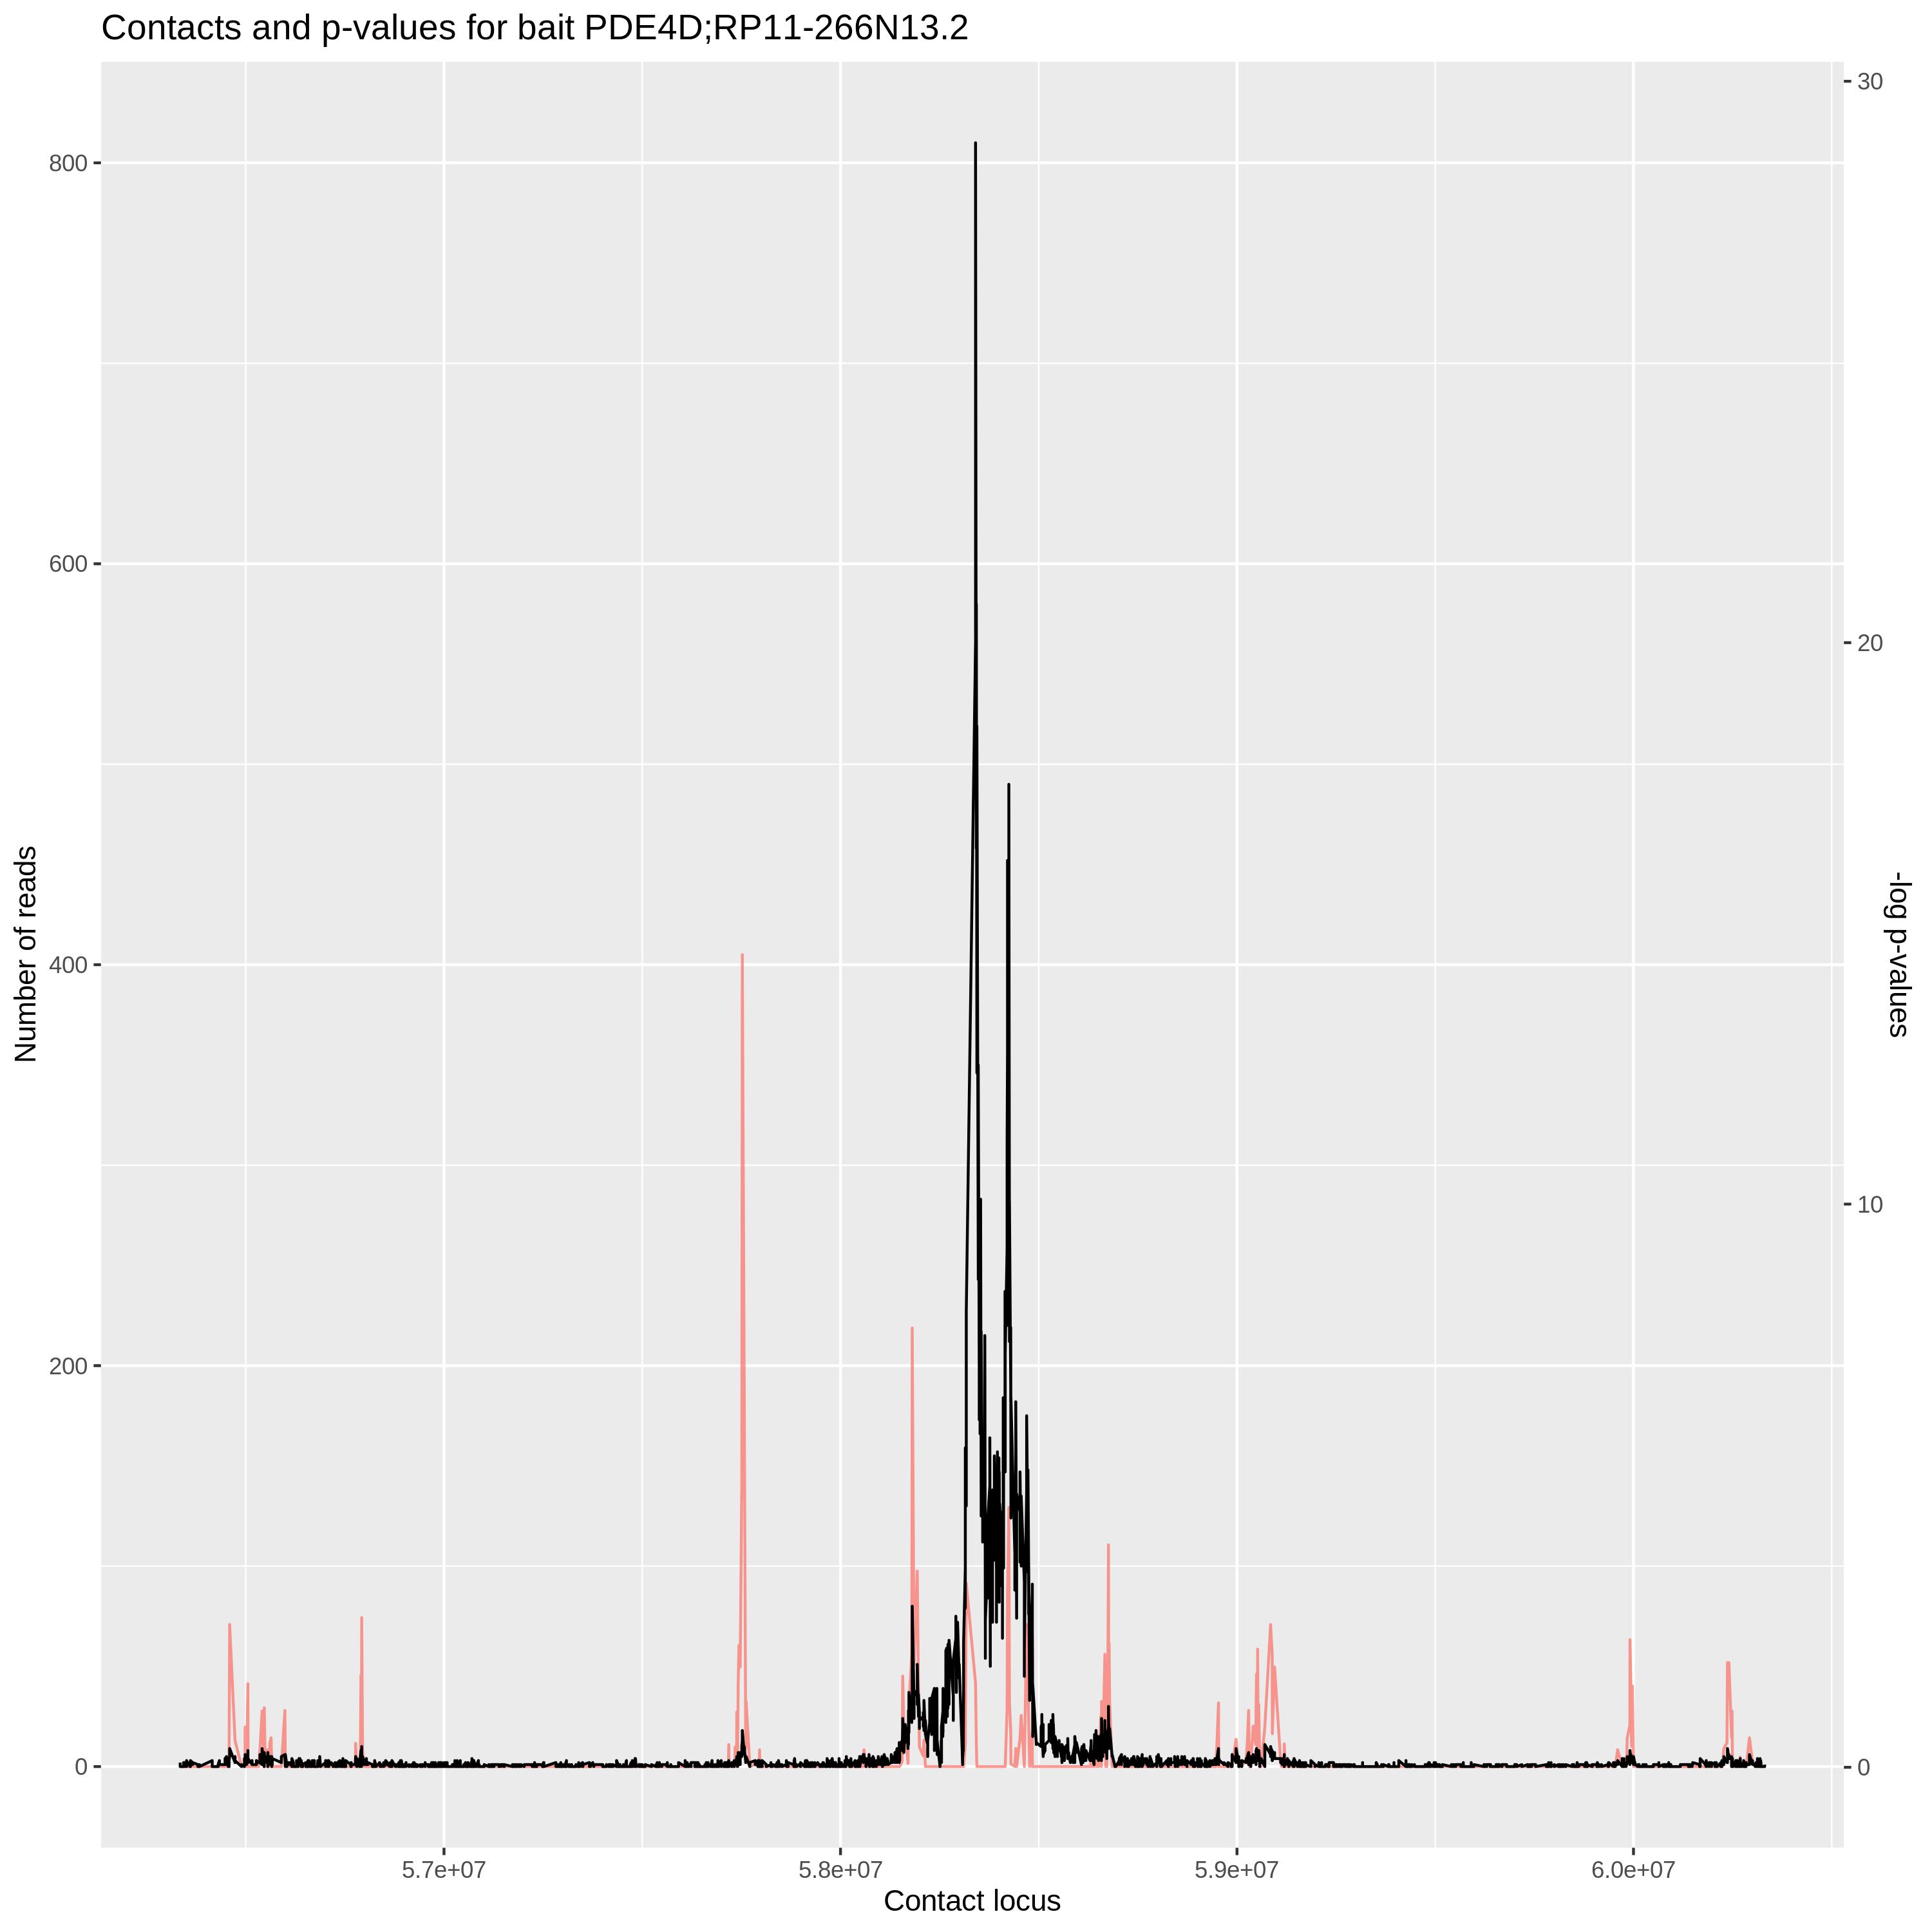 Contacts and p-values for bait PDE4D;RP11-266N13.2
30
800
600
20
Number of reads
-log p-values
400
10
200
0
0
5.7e+07
5.8e+07
5.9e+07
6.0e+07
Contact locus